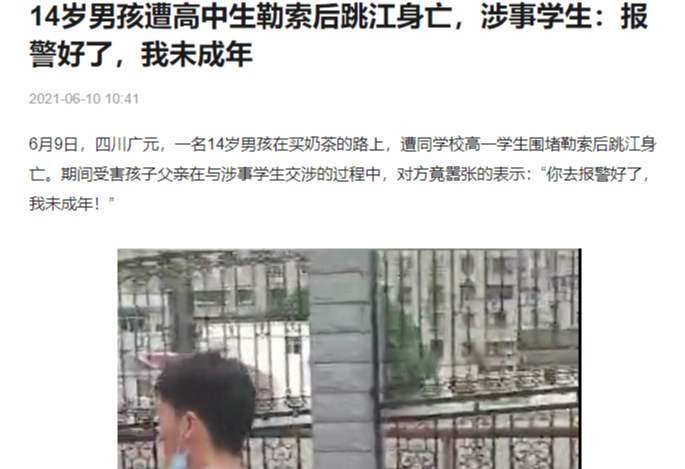 14岁男孩遭高中生勒索后跳江身亡，涉事学生：报
警好了，我未成年
2021-06-10 10:41
6月9日，四川广元，一名14岁男孩在买奶茶的路上，遭同学校高一学生围堵勒索后跳江身
亡。期间受害孩子父亲在与涉事学生交涉的过程中，对方竟嚣张的表示：“你去报警好了，
我未成年！”